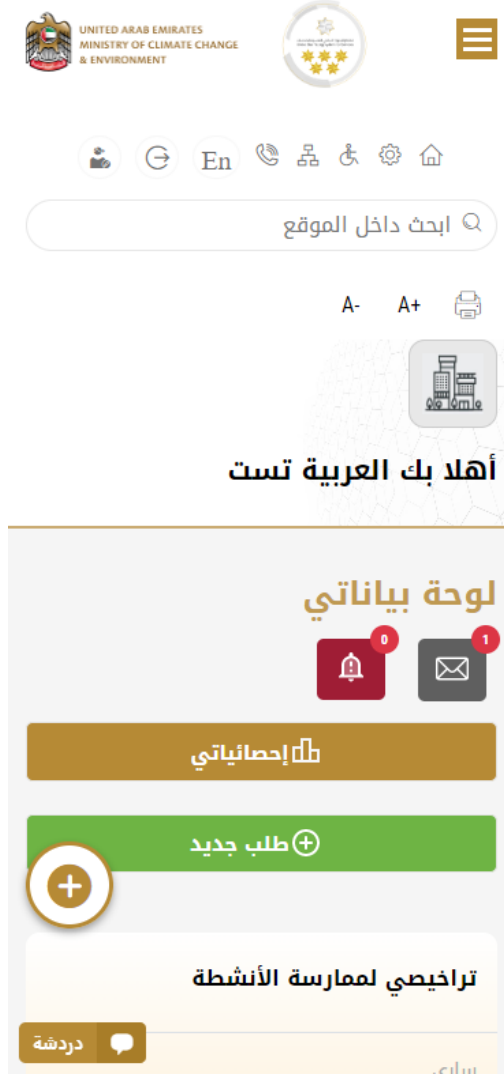 UNITED ARAB EMIRATES
MINISTRY OF CLIMATE CHANGE
& ENVIRONMENT
En
ابحث داخل الموقع
A- A+
أهلا بك العربية تست
لوحة بياناتي
0
1
إحصائياتي
طلب جديد
تراخيصي لممارسة الأنشطة
دردشة
ساري